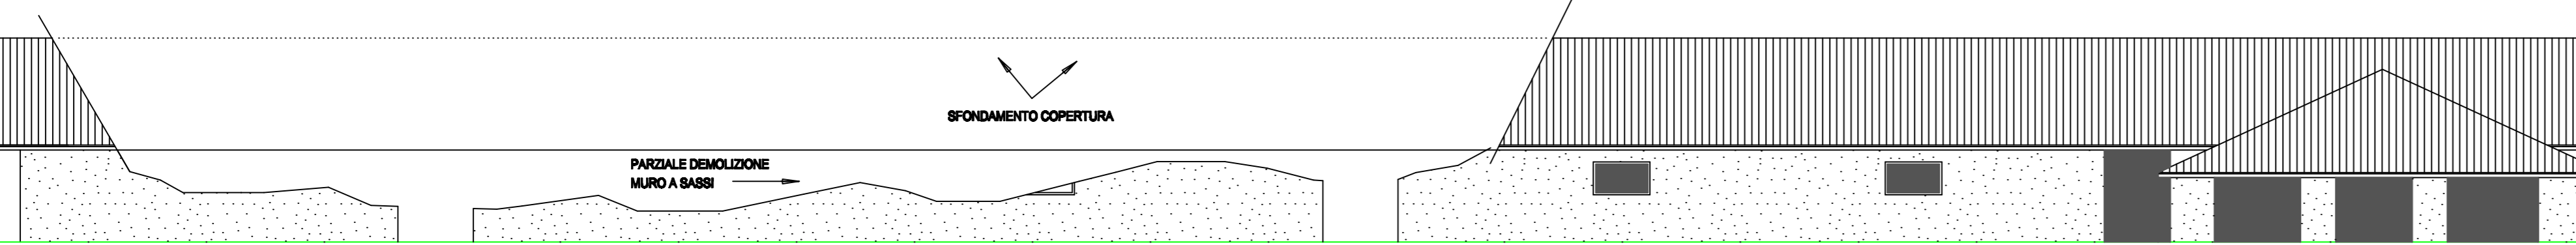 SFONDAMENTO COPERTURA
PARZIALE DEMOLIZIONE
MURO A SASSI